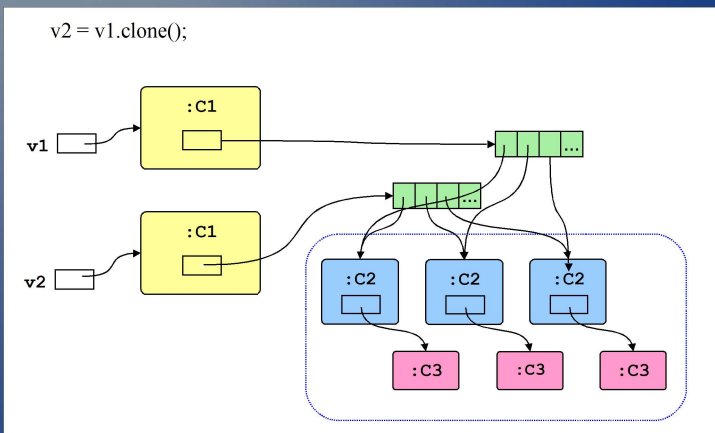 v2 = v1.clone();
:C1
v1
...
...
:C1
v2
:C2 :C2 :C2
:C3 :C3 :C3